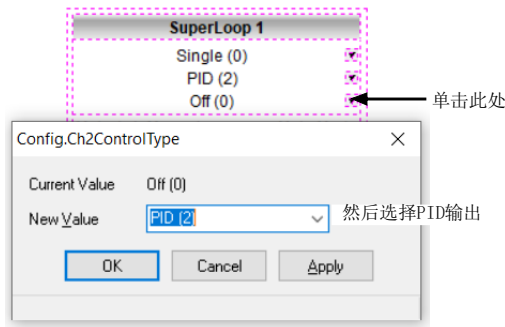 SuperLoop 1
Single (0)
PID (2)
Off (0)
单击此处
Config.Ch2ControlType
Current Value Off (0)
New Value PID (2)
然后选择PID输出
OK Cancel Apply